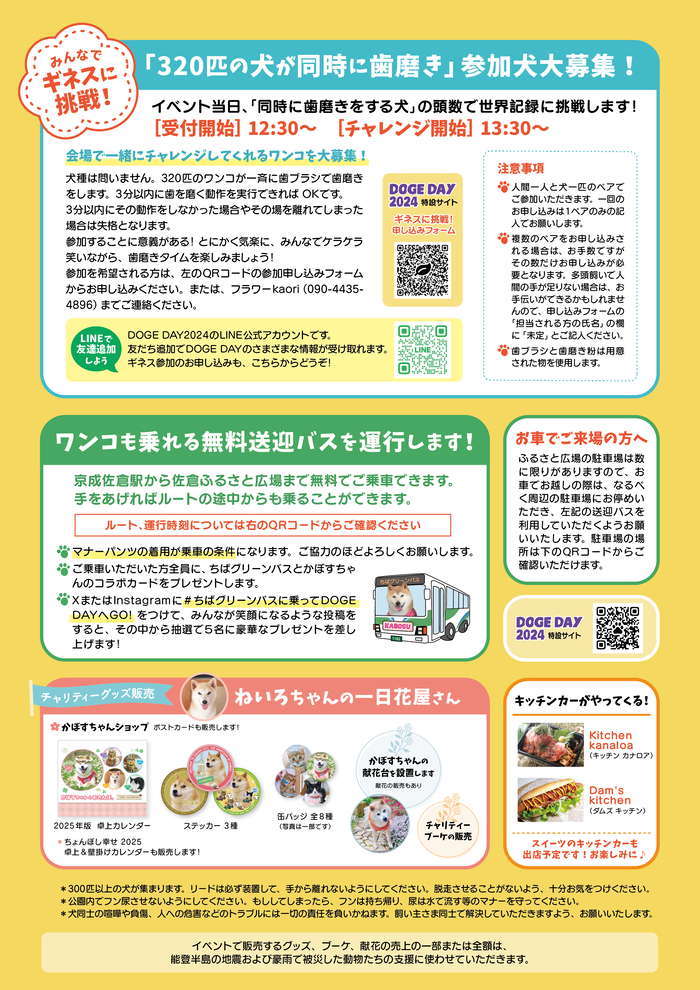 みんなで
ギネスに
挑戦!
「320匹の犬が同時に歯磨き」参加犬大募集!
イベント当日、「同時に歯磨きをする犬」の頭数で世界記録に挑戦します!
[受付開始] 12:30〜 [チャレンジ開始] 13:30〜
会場で一緒にチャレンジしてくれるワンコを大募集!
犬種は問いません。320匹のワンコが一斉に歯ブラシで歯磨き
をします。3分以内に歯を磨く動作を実行できれば OKです。
3分以内にその動作をしなかった場合やその場を離れてしまった
場合は失格となります。
参加することに意義がある! とにかく気楽に、みんなでケラケラ
笑いながら、歯磨きタイムを楽しみましょう!
参加を希望される方は、左のQRコードの参加申し込みフォーム
からお申し込みください。または、フラワーkaori(090-4435-
4896)までご連絡ください。
DOGE DAY
2024 特設サイト
ギネスに挑戦!
申し込みフォーム
注意事項
人間一人と犬一匹のペアで
ご参加いただきます。一回の
お申し込みは1ペアのみの記
入でお願いします。
複数のペアをお申し込みさ
れる場合は、お手数ですが
その数だけお申し込みが必
要となります。多頭飼いで人
間の手が足りない場合は、お
手伝いができるかもしれませ
んので、申し込みフォームの
「担当される方の氏名」の欄
に「未定」とご記入ください。
歯ブラシと歯磨き粉は用意
された物を使用します。
LINEで
友達追加
しよう
DOGE DAY2024のLINE公式アカウントです。
友だち追加でDOGE DAYのさまざまな情報が受け取れます。
ギネス参加のお申し込みも、こちらからどうぞ!
LINE
ワンコも乗れる無料送迎バスを運行します!
京成佐倉駅から佐倉ふるさと広場まで無料でご乗車できます。
手をあげればルートの途中からも乗ることができます。
ルート、運行時刻については右のQRコードからご確認ください
マナーパンツの着用が乗車の条件になります。ご協力のほどよろしくお願いします。
ご乗車いただいた方全員に、ちばグリーンバスとかぼすちゃ
んのコラボカードをプレゼントします。
XまたはInstagramに#ちばグリーンバスに乗ってDOGE
DAYへGO! をつけて、みんなが笑顔になるような投稿を
すると、その中から抽選で5名に豪華なプレゼントを差し
上げます!
ちばグリーンバス
KABOSU
お車でご来場の方へ
ふるさと広場の駐車場は数
に限りがありますので、お
車でお越しの際は、なるべ
く周辺の駐車場にお停めい
ただき、左記の送迎バスを
利用していただくようお願
いいたします。駐車場の場
所は下のQRコードからご
確認いただけます。
DOGE DAY
2024 特設サイト
チャリティーグッズ販売
ねいろちゃんの一日花屋さん
かぼすちゃんショップ ポストカードも販売します!
2025年版 卓上カレンダー
ステッカー 3種
缶バッジ 全8種
(写真は一部です)
*ちょんぼし幸せ 2025
卓上&壁掛けカレンダーも販売します!
かぼすちゃんの
献花台を設置します
献花の販売もあり
チャリティー
ブーケの販売
キッチンカーがやってくる!
Kitchen
kanaloa
(キッチン カナロア)
Dam's
kitchen
(ダムズ キッチン)
スイーツのキッチンカーも
出店予定です!お楽しみに♪
*300匹以上の犬が集まります。リードは必ず装置して、手から離れないようにしてください。脱走させることがないよう、十分お気をつけください。
*公園内でフン尿させないようにしてください。もししてしまったら、フンは持ち帰り、尿は水で流す等のマナーを守ってください。
*犬同士の喧嘩や負傷、人への危害などのトラブルには一切の責任を負いかねます。飼い主さま同士で解決していただきますよう、お願いいたします。
イベントで販売するグッズ、ブーケ、献花の売上の一部または全額は、
能登半島の地震および豪雨で被災した動物たちの支援に使わせていただきます。